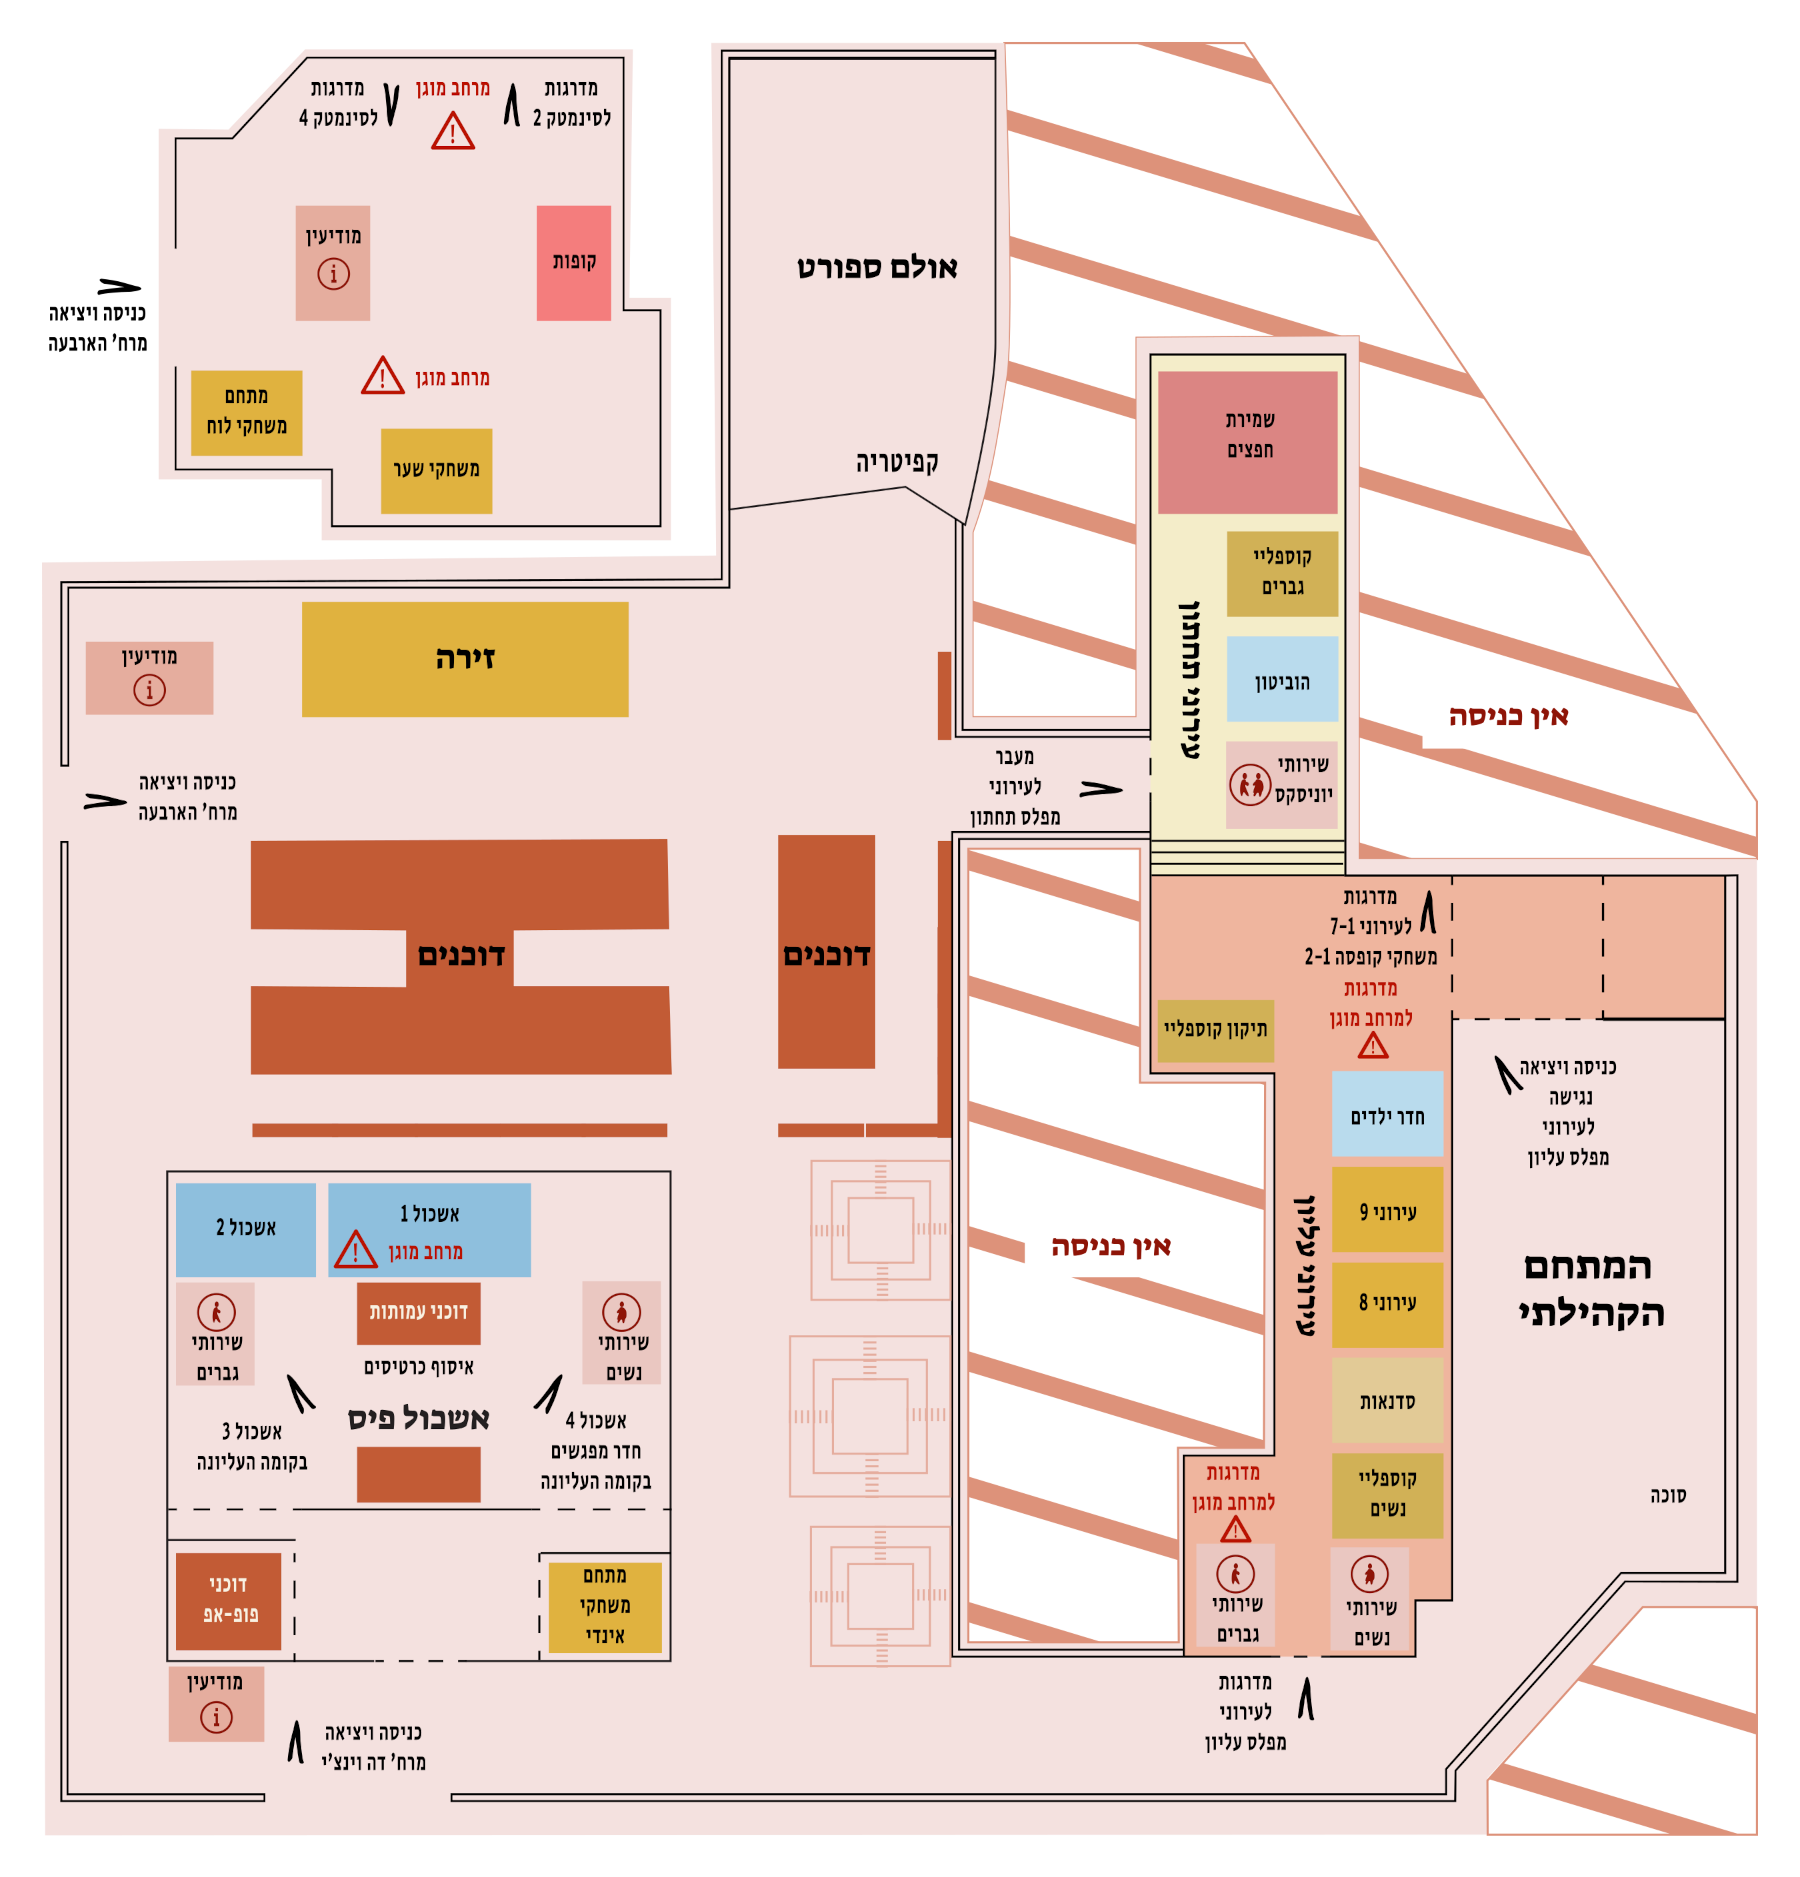 מדרגות
לסינמטק 4
מרחב מוגן
מדרגות
לסינמטק 2
מודיעין
קופות
כניסה ויציאה
מרח' הארבעה
מרחב מוגן
מתחם
משחקי לוח
משחקי שער
אולם ספורט
קפיטריה
שמירת
חפצים
קוספליי
גברים
עירוני תחתון
הוביטון
שירותי
יוניסקס
אין כניסה
מודיעין
זירה
כניסה ויציאה
מרח' הארבעה
מעבר
לעירוני
מפלס תחתון
דוכנים
דוכנים
מדרגות
לעירוני 7-1
משחקי קופסה 2-1
מדרגות
למרחב מוגן
תיקון קוספליי
כניסה ויציאה
נגישה
לעירוני
מפלס עליון
חדר ילדים
עירוני 9
עירוני 8
סדנאות
קוספליי
נשים
עירוני עליון
המתחם
הקהילתי
סוכה
אין כניסה
מדרגות
למרחב מוגן
שירותי
גברים
שירותי
נשים
מדרגות
לעירוני
מפלס עליון
אשכול 1
מרחב מוגן
אשכול 2
שירותי
גברים
דוכני עמותות
איסוף כרטיסים
שירותי
נשים
אשכול פיס
אשכול 3
בקומה העליונה
אשכול 4
חדר מפגשים
בקומה העליונה
דוכני
פופ-אפ
מתחם
משחקי
אינדי
מודיעין
כניסה ויציאה
מרח' דה וינצ'י